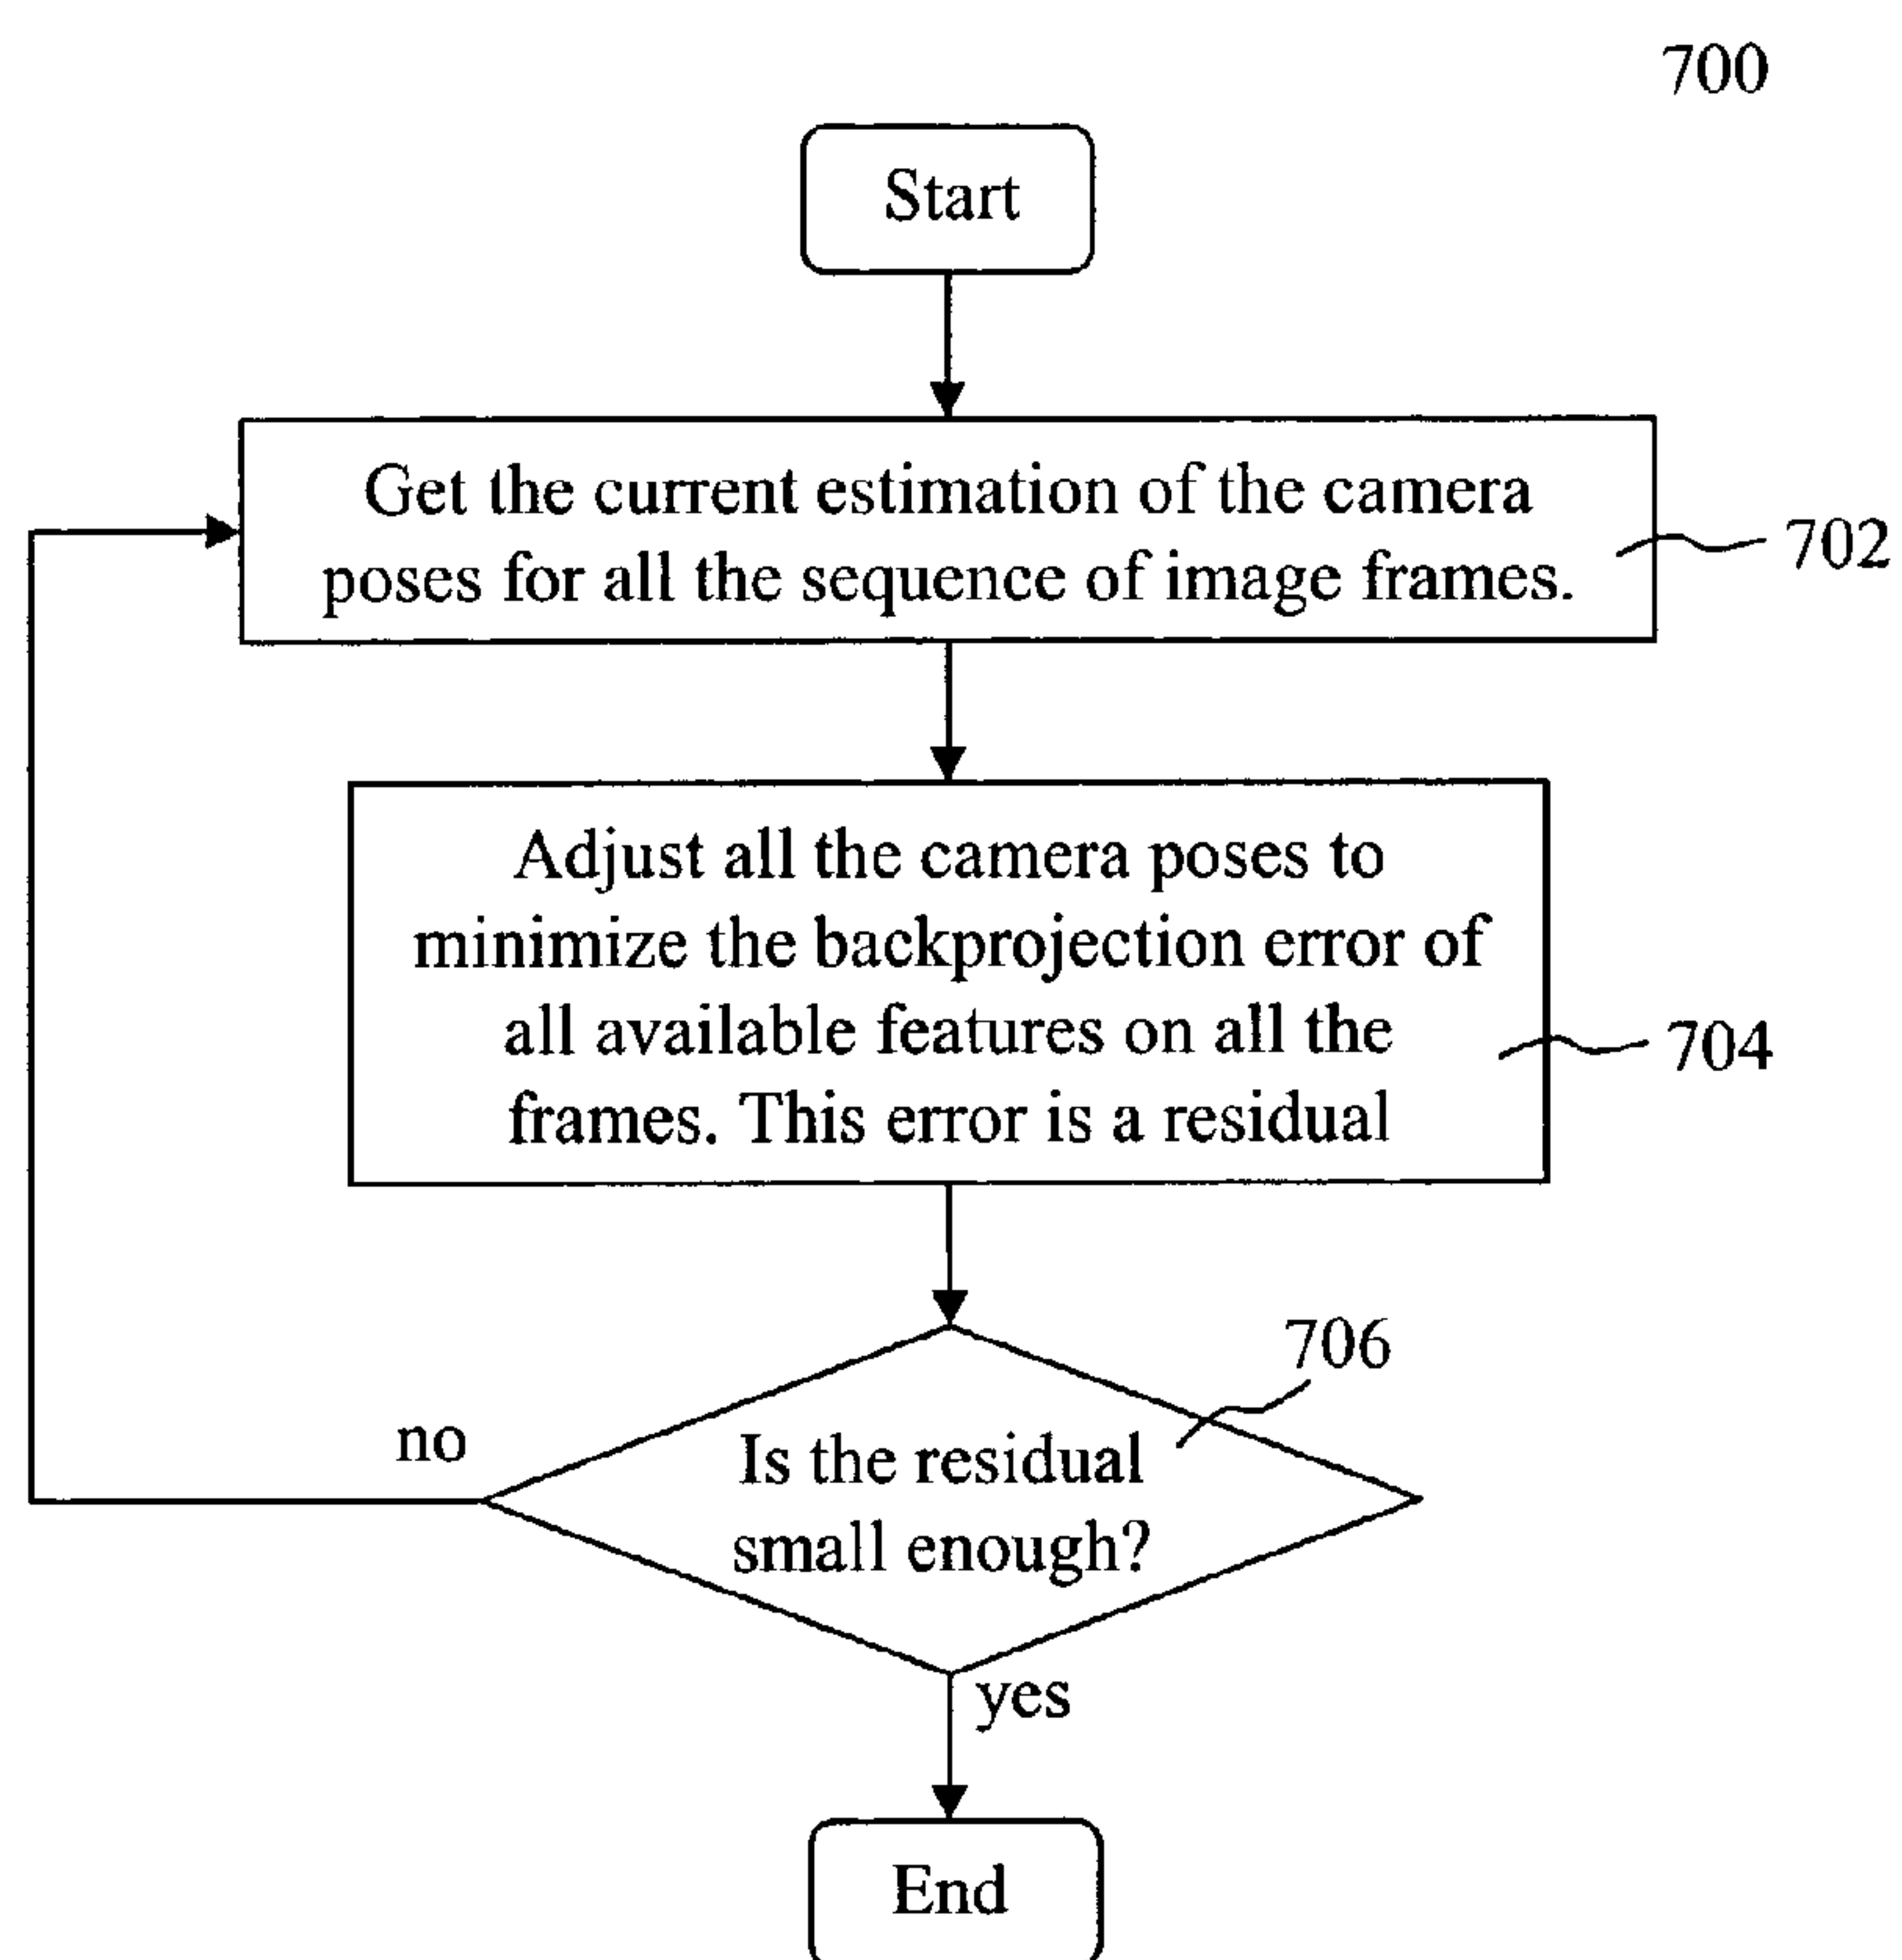 700
Start
Get the current estimation of the camera
poses for all the sequence of image frames.
702
Adjust all the camera poses to
minimize the backprojection error of
all available features on all the
frames. This error is a residual
704
706
no
Is the residual
small enough?
yes
End